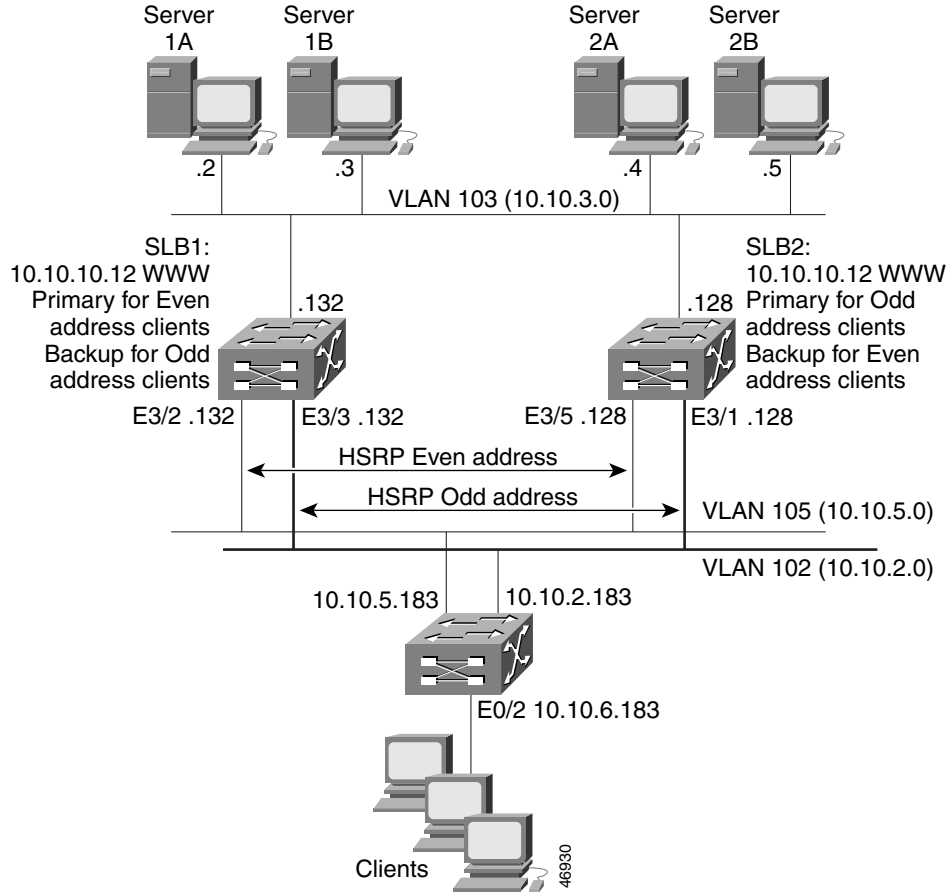 Server
1A
Server
1B
Server
2A
Server
2B
.2
.3
.4
.5
VLAN 103 (10.10.3.0)
SLB1:
10.10.10.12 WWW
Primary for Even
address clients
Backup for Odd
address clients
.132
.128
SLB2:
10.10.10.12 WWW
Primary for Odd
address clients
Backup for Even
address clients
E3/2 .132
E3/3 .132
E3/5 .128
E3/1 .128
HSRP Even address
HSRP Odd address
VLAN 105 (10.10.5.0)
VLAN 102 (10.10.2.0)
10.10.5.183
10.10.2.183
E0/2 10.10.6.183
Clients
46930